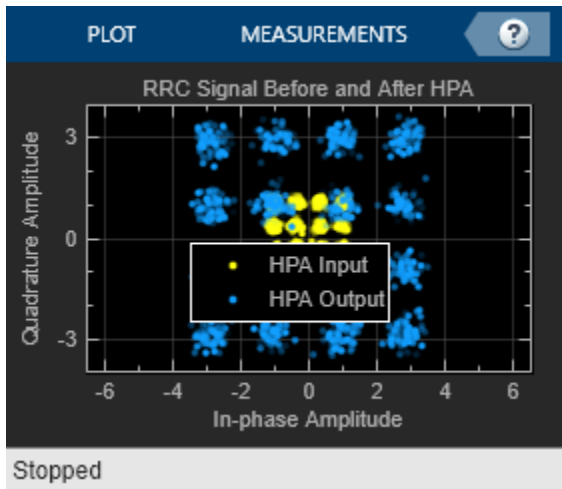 PLOT MEASUREMENTS ?
RRC Signal Before and After HPA
Quadrature Amplitude
3
0
-3
HPA Input
HPA Output
-6 -4 -2 0 2 4 6
In-phase Amplitude
Stopped